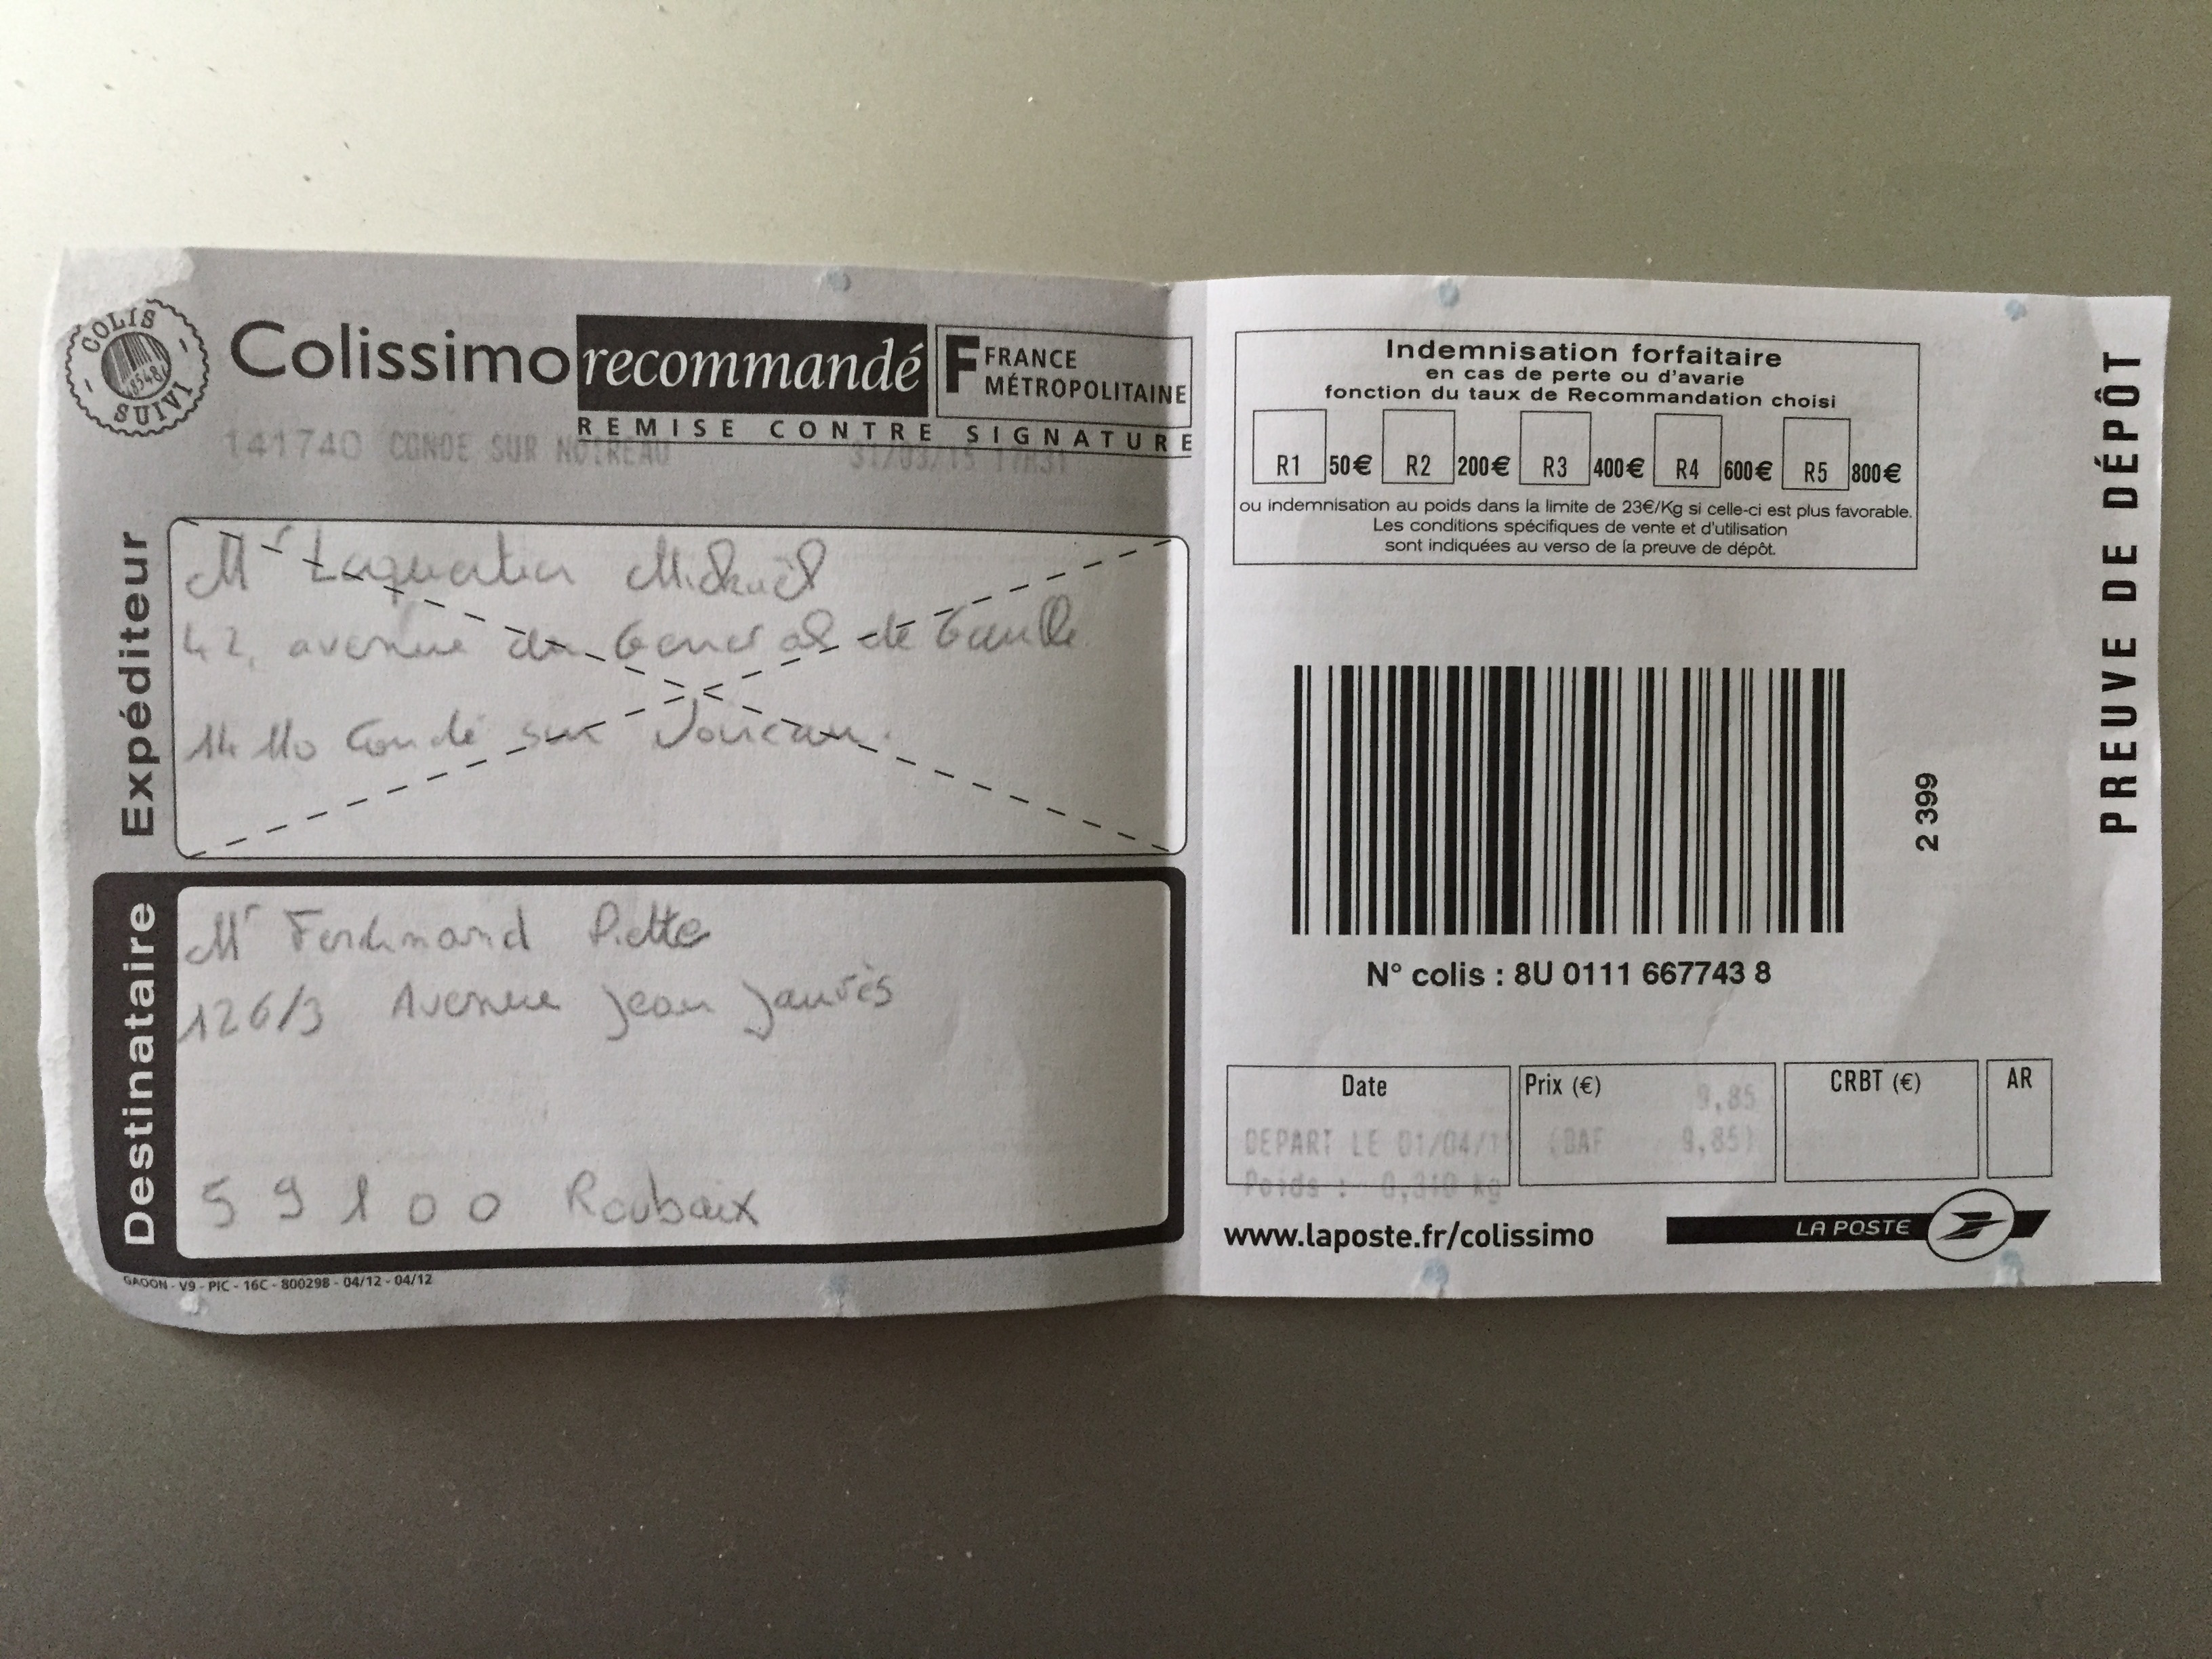 COLIS
SUIVI
Colissimo recommandé F FRANCE MÉTROPOLITAINE
REMISE CONTRE SIGNATURE
141740 CONDE SUR NOIREAU 31/03/15 17H31
Expéditeur
Mr Michaël
42, avenue du General de Gaulle
14110 Condé sur Noireau.
Destinataire
Mr Ferdinand Piette
126/3 Avenue Jean Jaurès
59100 Roubaix
V9 - PIC - 16C - 800298 - 04/12 - 04/12
Indemnisation forfaitaire
en cas de perte ou d'avarie
fonction du taux de Recommandation choisi
R1 50€ R2 200€ R3 400€ R4 600€ R5 800€
ou indemnisation au poids dans la limite de 23€/Kg si celle-ci est plus favorable.
Les conditions spécifiques de vente et d'utilisation
sont indiquées au verso de la preuve de dépôt.
PREUVE DE DÉPÔT
2 399
N° colis : 8U 0111 667743 8
Date Prix (€) CRBT (€) AR
9,85
DEPART LE 01/04/1 (DAF 9,85)
Poids : 0,310 kg
www.laposte.fr/colissimo LA POSTE